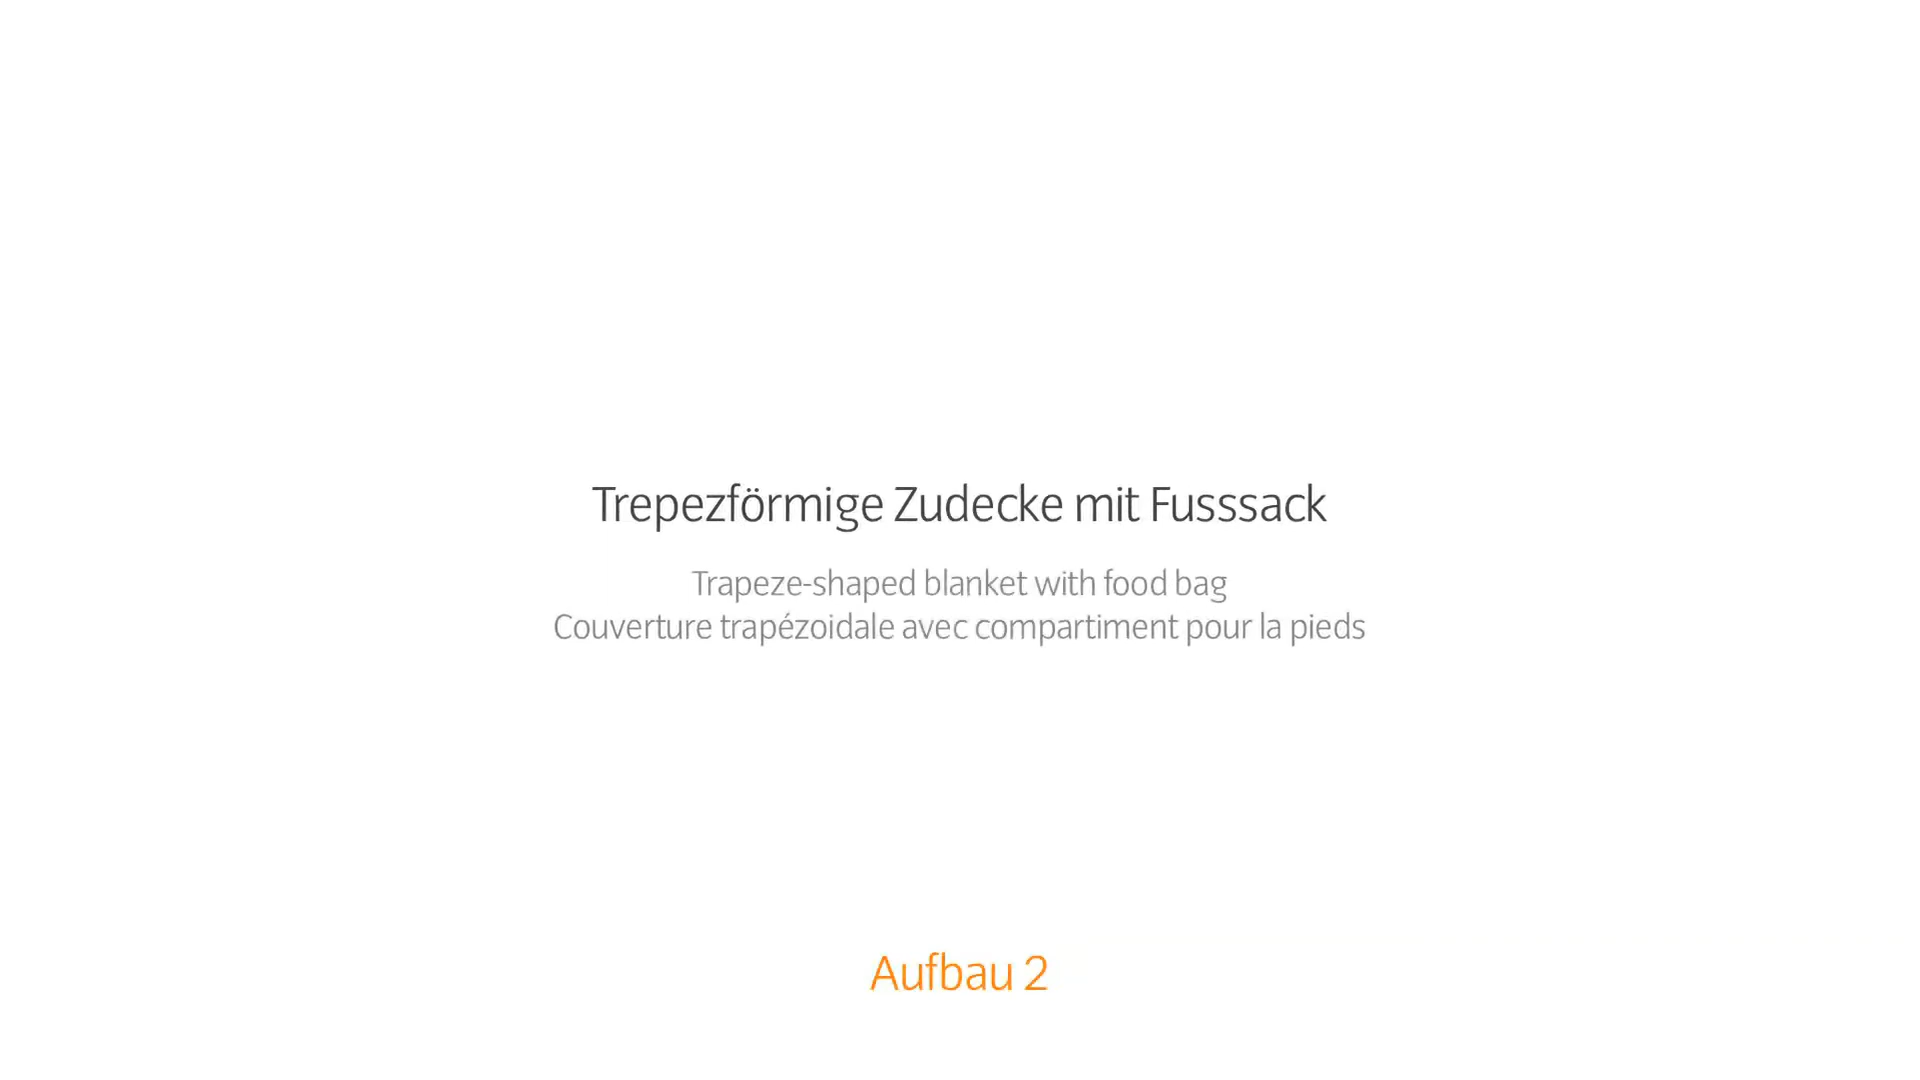 Trepezförmige Zudecke mit Fusssack
Trapeze-shaped blanket with food bag
Couverture trapézoidale avec compartiment pour la pieds
Aufbau 2